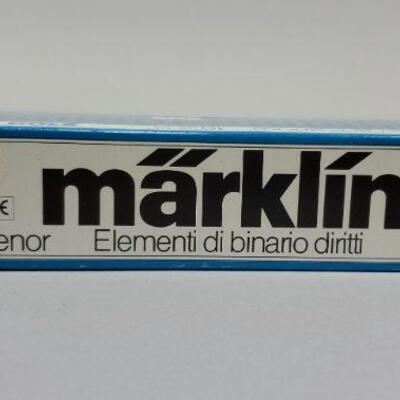 märklin
€
enor Elementi di binario diritti